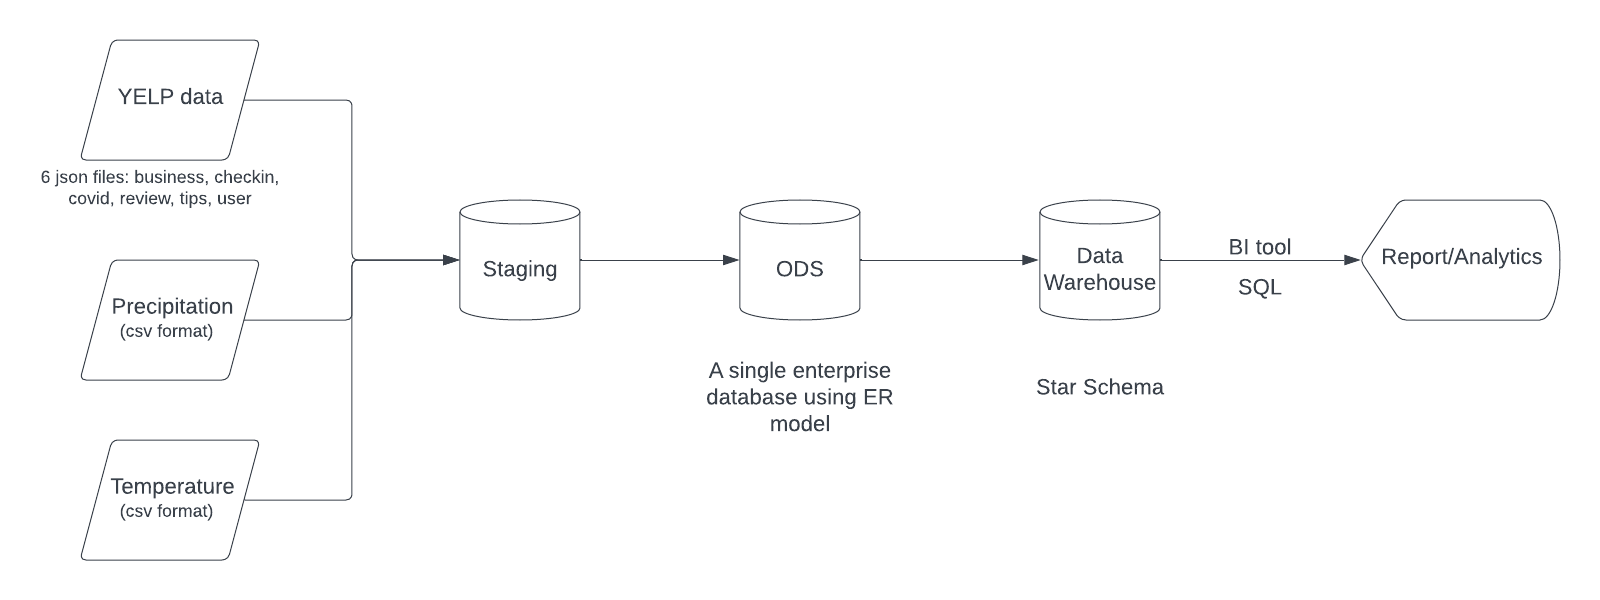 YELP data
6 json files: business, checkin,
covid, review, tips, user
Precipitation
(csv format)
Temperature
(csv format)
Staging
ODS
A single enterprise
database using ER
model
Data
Warehouse
Star Schema
BI tool
SQL
Report/Analytics